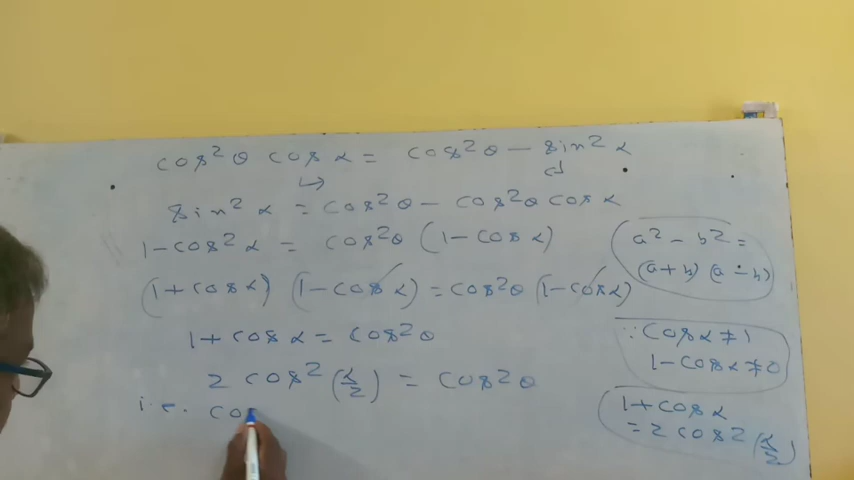 cos²θ cos α = cos²θ − sin²α
sin²α = cos²θ − cos²θ cos α
1 − cos²α = cos²θ (1 − cos α)
(1 + cos α) (1 − cos α) = cos²θ (1 − cos α)
1 + cos α = cos²θ
2 cos² (α/2) = cos²θ
i.e. co
a² − b² =
(a + b) (a − b)
∵ cos α ≠ 1
1 − cos α ≠ 0
1 + cos α
= 2 cos² (α/2)